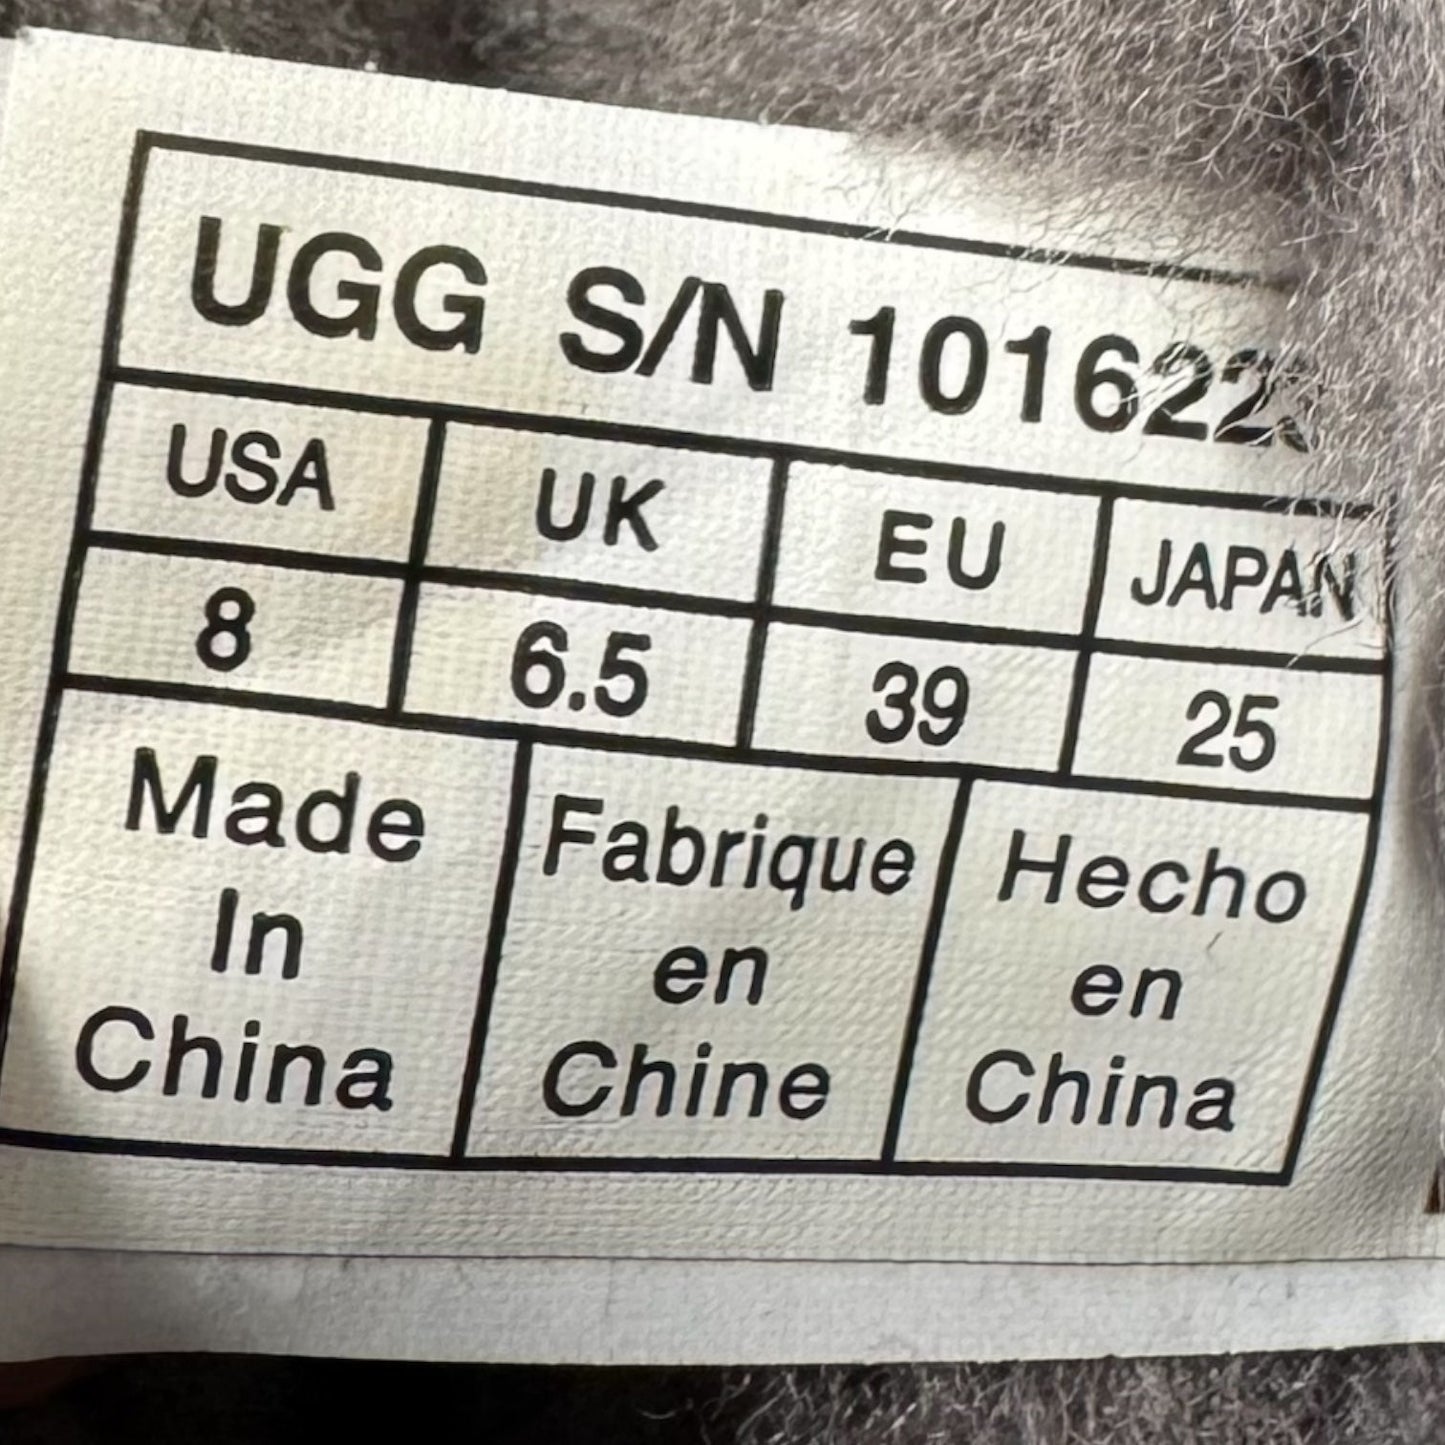 UGG S/N 101622
USA UK EU JAPAN
8 6.5 39 25
Made
In
China
Fabrique
en
Chine
Hecho
en
China